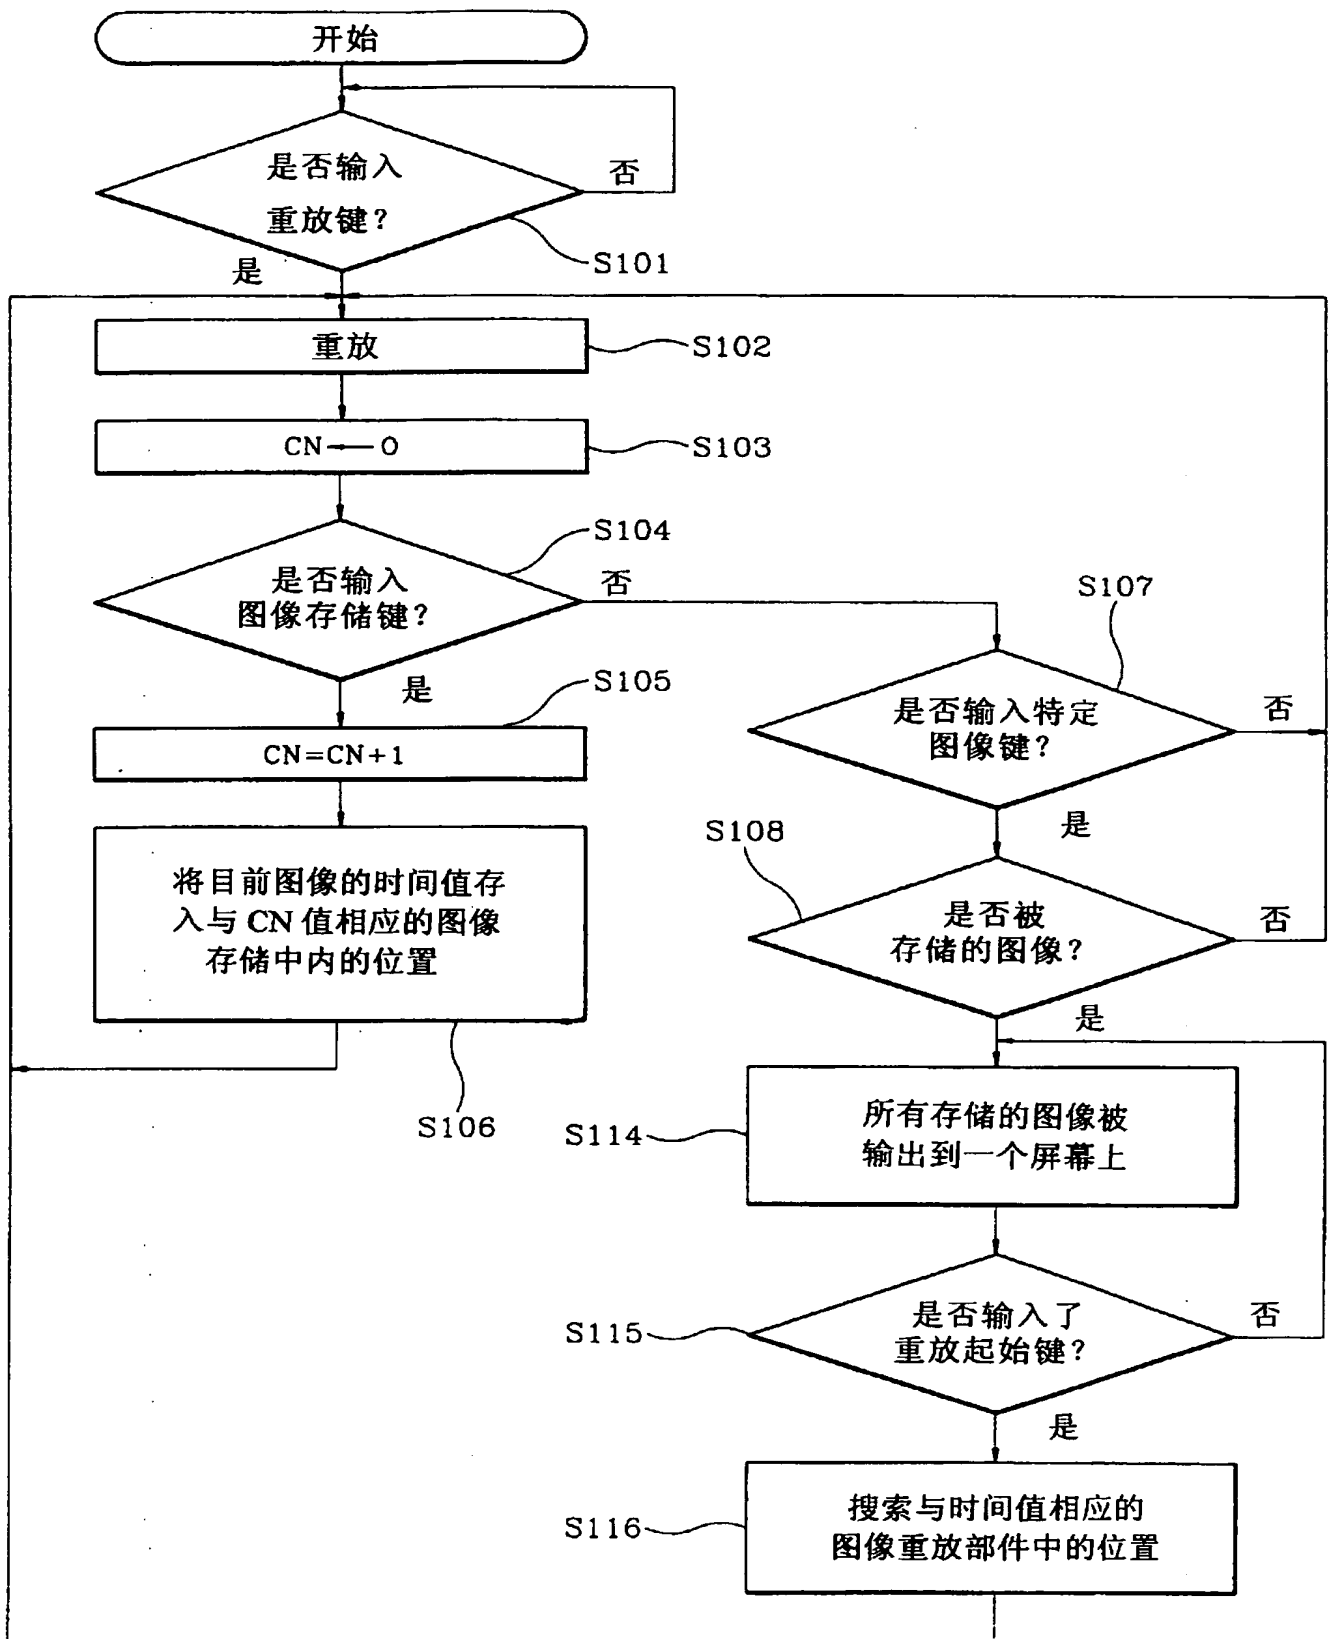 开始
是否输入
重放键？
否
S101
是
重放
S102
CN←0
S103
S104
是否输入
图像存储键？
否
是
S105
CN=CN+1
将目前图像的时间值存
入与CN值相应的图像
存储中内的位置
S106
S107
是否输入特定
图像键？
否
是
S108
是否被
存储的图像？
否
是
所有存储的图像被
输出到一个屏幕上
S114
是否输入了
重放起始键？
否
S115
是
搜索与时间值相应的
图像重放部件中的位置
S116